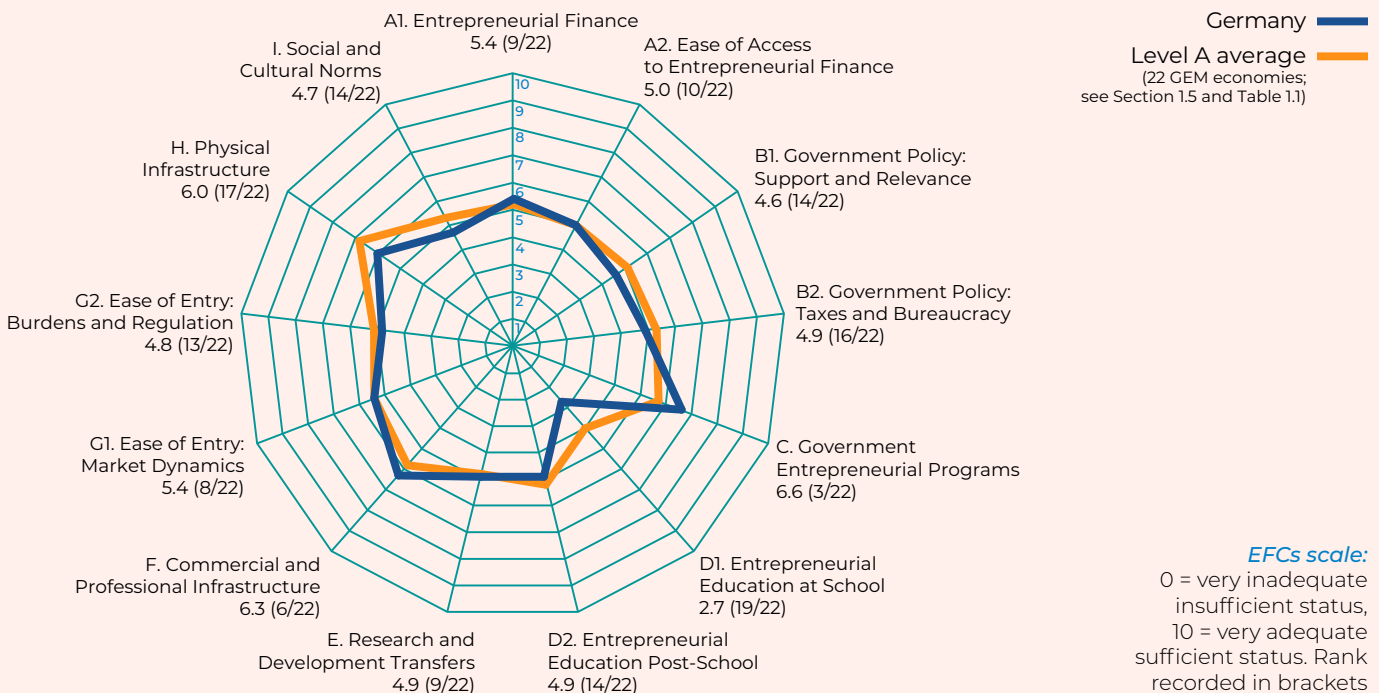 A1. Entrepreneurial Finance
5.4 (9/22)
A2. Ease of Access
to Entrepreneurial Finance
5.0 (10/22)
B1. Government Policy:
Support and Relevance
4.6 (14/22)
B2. Government Policy:
Taxes and Bureaucracy
4.9 (16/22)
C. Government
Entrepreneurial Programs
6.6 (3/22)
D1. Entrepreneurial
Education at School
2.7 (19/22)
D2. Entrepreneurial
Education Post-School
4.9 (14/22)
E. Research and
Development Transfers
4.9 (9/22)
F. Commercial and
Professional Infrastructure
6.3 (6/22)
G1. Ease of Entry:
Market Dynamics
5.4 (8/22)
G2. Ease of Entry:
Burdens and Regulation
4.8 (13/22)
H. Physical
Infrastructure
6.0 (17/22)
I. Social and
Cultural Norms
4.7 (14/22)
10
9
8
7
6
5
4
3
2
1
Germany
Level A average
(22 GEM economies;
see Section 1.5 and Table 1.1)
EFCs scale:
0 = very inadequate
insufficient status,
10 = very adequate
sufficient status. Rank
recorded in brackets